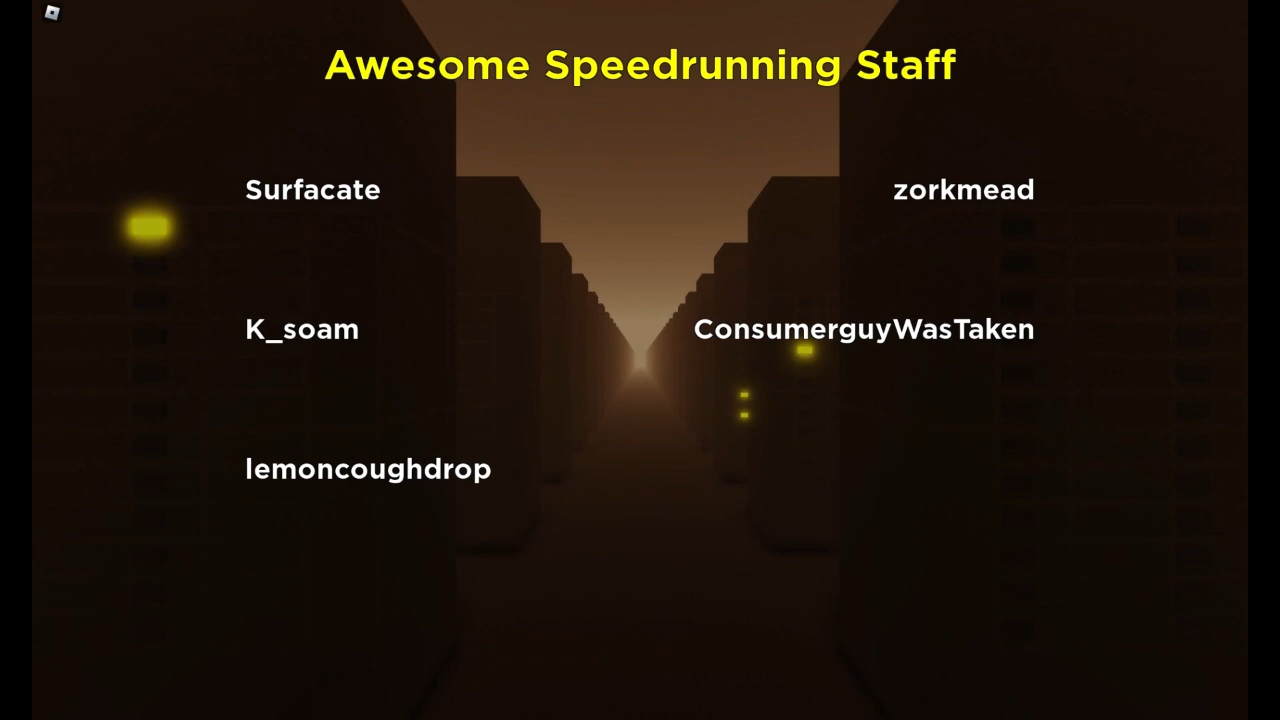 Awesome Speedrunning Staff
Surfacate
zorkmead
K_soam
ConsumerguyWasTaken
lemoncoughdrop